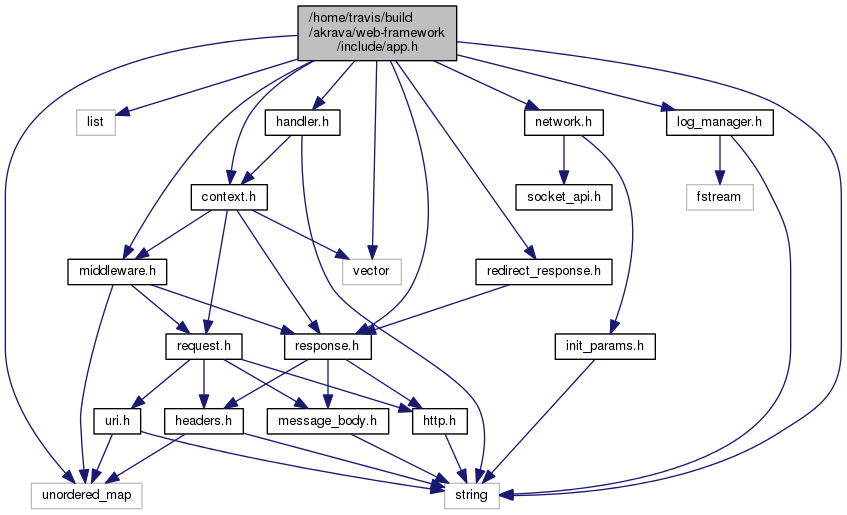 /home/travis/build
/akrava/web-framework
/include/app.h
list
handler.h
network.h
log_manager.h
context.h
socket_api.h
fstream
middleware.h
vector
redirect_response.h
request.h
response.h
init_params.h
uri.h
headers.h
message_body.h
http.h
unordered_map
string